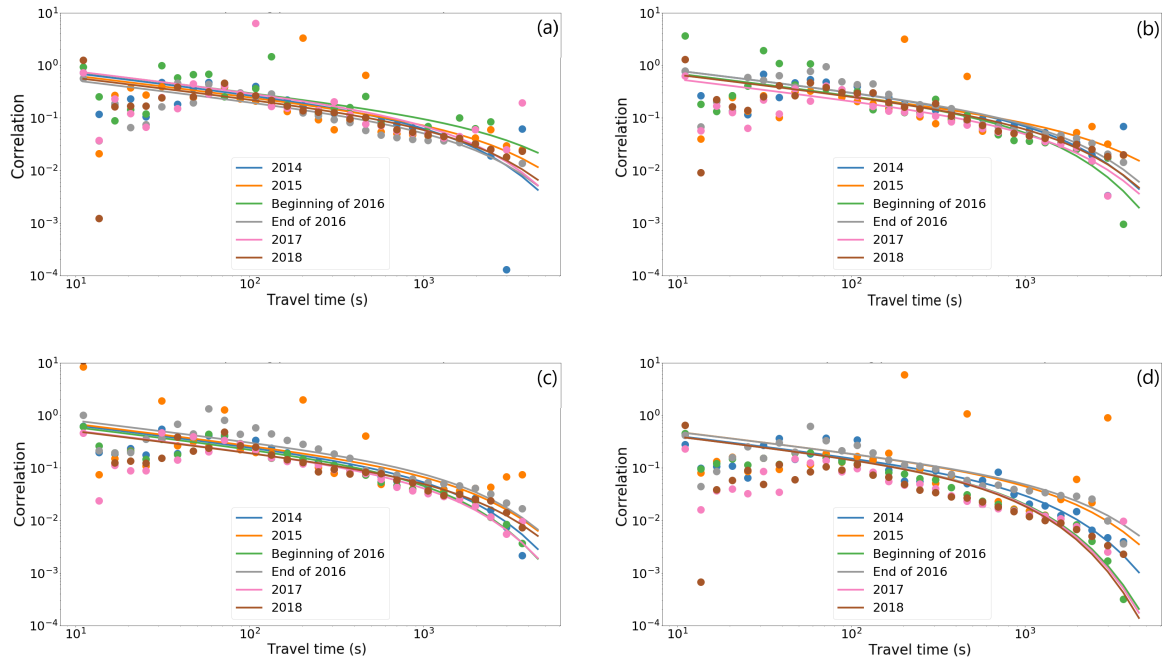 (a)
10^1
10^0
10^-1
10^-2
10^-3
10^-4
Correlation
2014
2015
Beginning of 2016
End of 2016
2017
2018
10^1 10^2 10^3
Travel time (s)
(b)
10^1
10^0
10^-1
10^-2
10^-3
10^-4
Correlation
2014
2015
Beginning of 2016
End of 2016
2017
2018
10^1 10^2 10^3
Travel time (s)
(c)
10^1
10^0
10^-1
10^-2
10^-3
10^-4
Correlation
2014
2015
Beginning of 2016
End of 2016
2017
2018
10^1 10^2 10^3
Travel time (s)
(d)
10^1
10^0
10^-1
10^-2
10^-3
10^-4
Correlation
2014
2015
Beginning of 2016
End of 2016
2017
2018
10^1 10^2 10^3
Travel time (s)